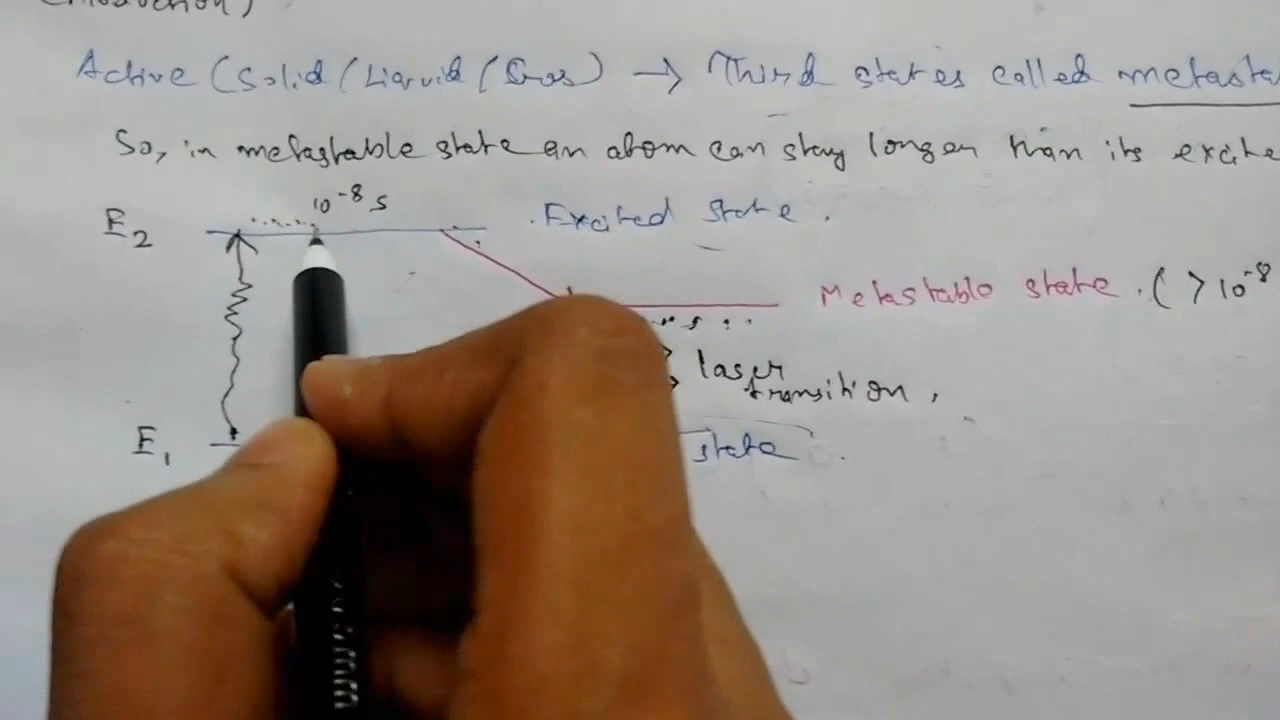 Active (Solid (Liquid (Gas) → Third states called metasta
So, in metastable state an atom can stay longer than its excite
10⁻⁸ s
E₂
Excited state.
Metastable state. (> 10⁻⁸
laser transition,
E₁
state.